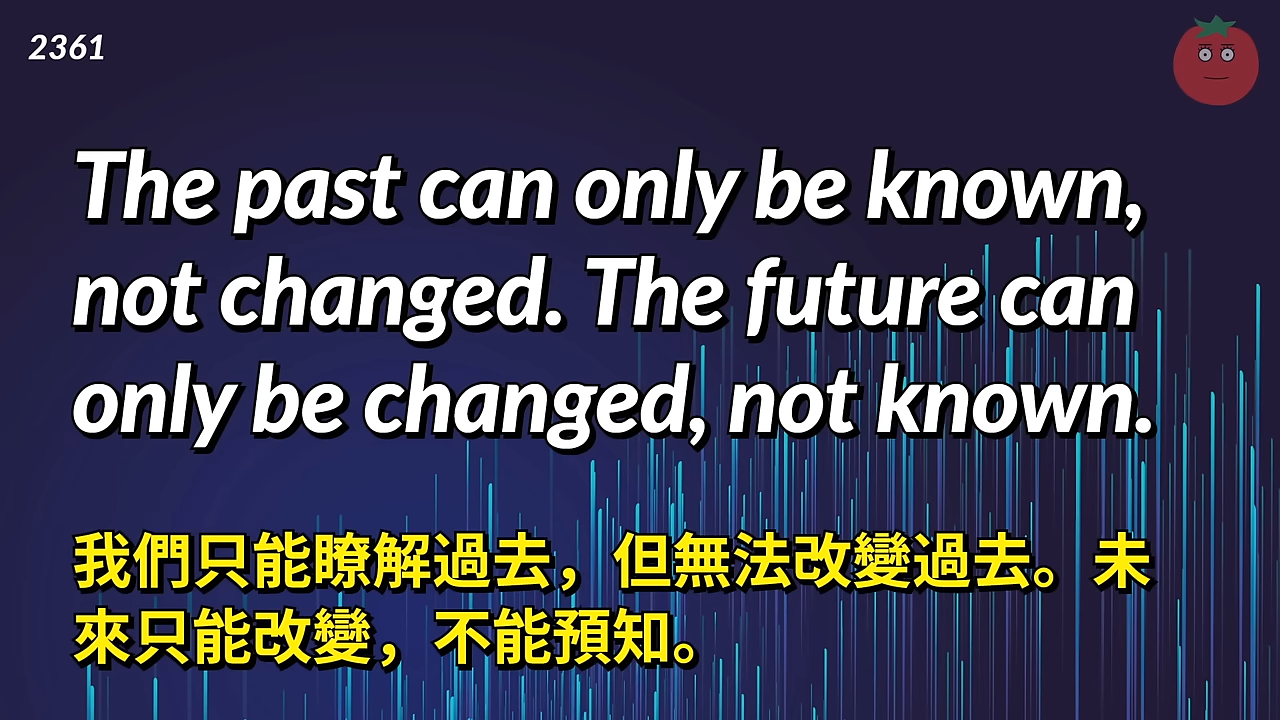 2361
The past can only be known,
not changed. The future can
only be changed, not known.
我們只能瞭解過去，但無法改變過去。未
來只能改變，不能預知。